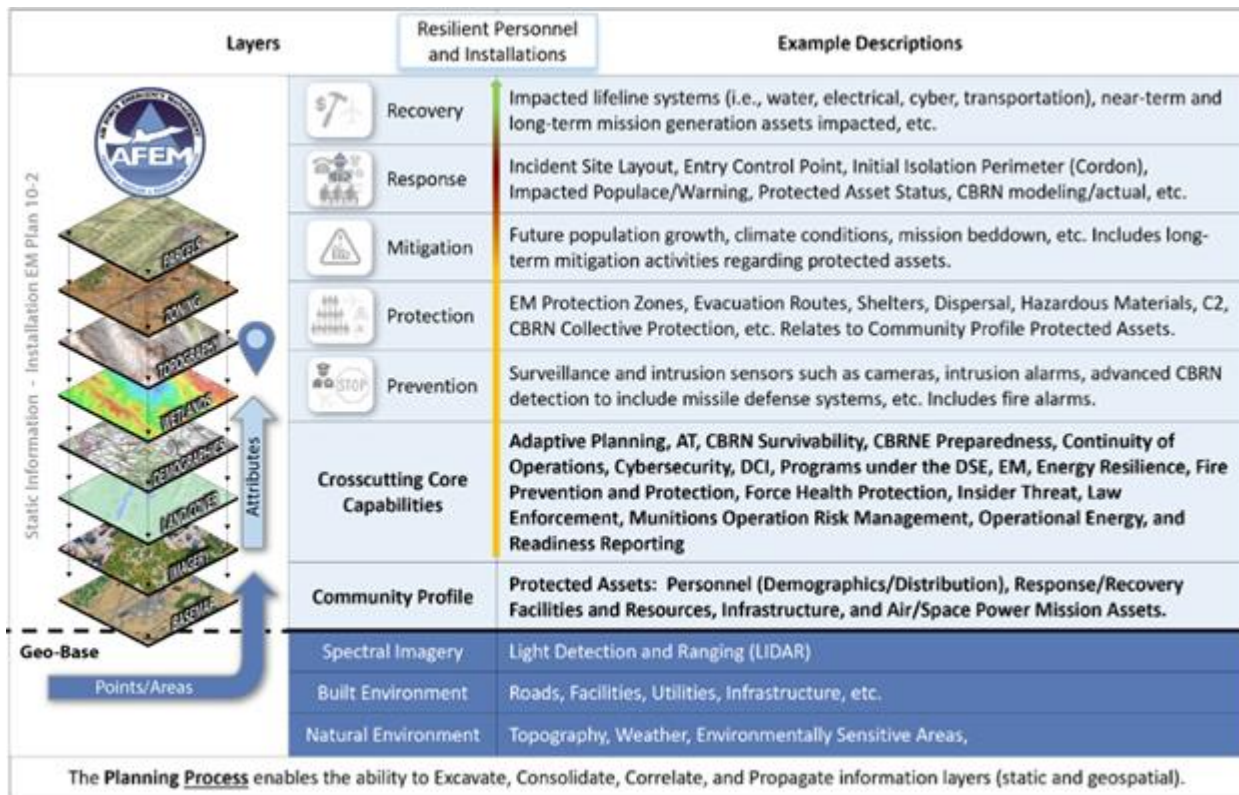 Layers
Resilient Personnel
and Installations
Example Descriptions
AFEM
Static Information - Installation EM Plan 10-2
PARCELS
ZONING
TOPOGRAPHY
WETLANDS
DEMOGRAPHICS
LAND COVER
IMAGERY
BASEMAP
Attributes
Geo-Base
Points/Areas
Recovery
Impacted lifeline systems (i.e., water, electrical, cyber, transportation), near-term and
long-term mission generation assets impacted, etc.
Response
Incident Site Layout, Entry Control Point, Initial Isolation Perimeter (Cordon),
Impacted Populace/Warning, Protected Asset Status, CBRN modeling/actual, etc.
Mitigation
Future population growth, climate conditions, mission beddown, etc. Includes long-
term mitigation activities regarding protected assets.
Protection
EM Protection Zones, Evacuation Routes, Shelters, Dispersal, Hazardous Materials, C2,
CBRN Collective Protection, etc. Relates to Community Profile Protected Assets.
STOP
Prevention
Surveillance and intrusion sensors such as cameras, intrusion alarms, advanced CBRN
detection to include missile defense systems, etc. Includes fire alarms.
Crosscutting Core
Capabilities
Adaptive Planning, AT, CBRN Survivability, CBRNE Preparedness, Continuity of
Operations, Cybersecurity, DCI, Programs under the DSE, EM, Energy Resilience, Fire
Prevention and Protection, Force Health Protection, Insider Threat, Law
Enforcement, Munitions Operation Risk Management, Operational Energy, and
Readiness Reporting
Community Profile
Protected Assets: Personnel (Demographics/Distribution), Response/Recovery
Facilities and Resources, Infrastructure, and Air/Space Power Mission Assets.
Spectral Imagery
Light Detection and Ranging (LIDAR)
Built Environment
Roads, Facilities, Utilities, Infrastructure, etc.
Natural Environment
Topography, Weather, Environmentally Sensitive Areas,
The Planning Process enables the ability to Excavate, Consolidate, Correlate, and Propagate information layers (static and geospatial).